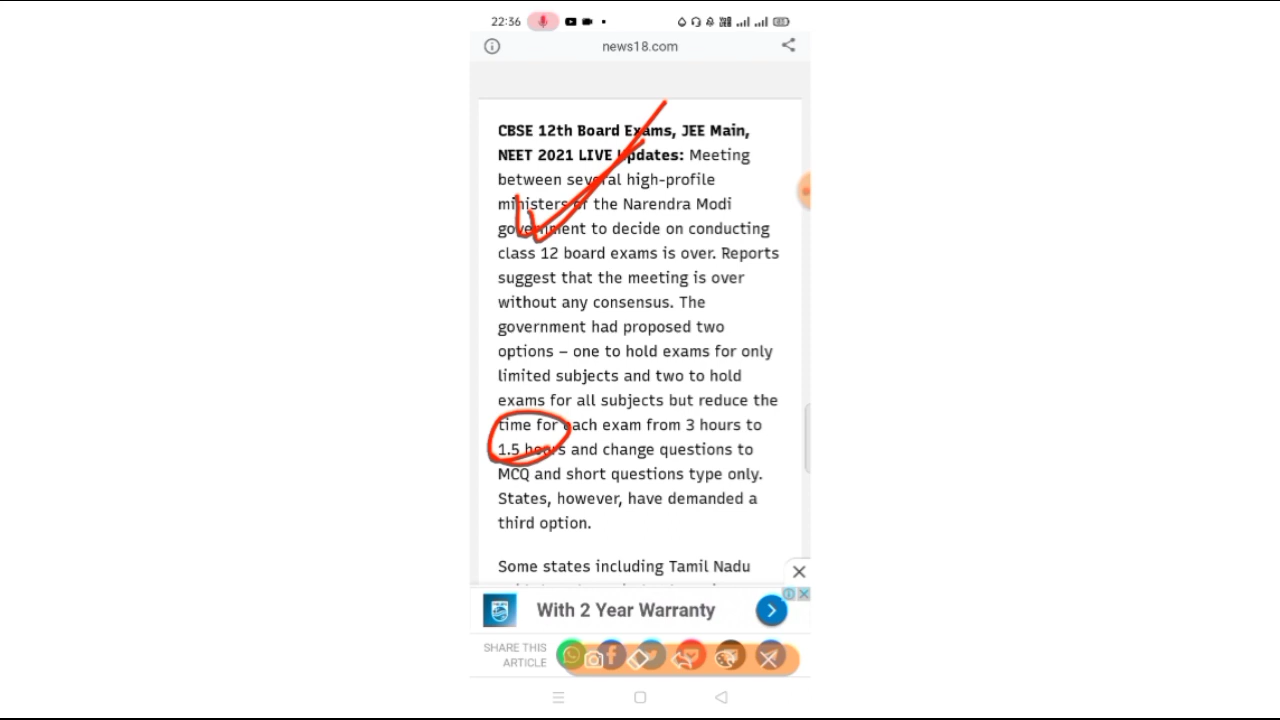 22:36
news18.com
CBSE 12th Board Exams, JEE Main,
NEET 2021 LIVE Updates: Meeting
between several high-profile
ministers of the Narendra Modi
government to decide on conducting
class 12 board exams is over. Reports
suggest that the meeting is over
without any consensus. The
government had proposed two
options – one to hold exams for only
limited subjects and two to hold
exams for all subjects but reduce the
time for each exam from 3 hours to
1.5 hours and change questions to
MCQ and short questions type only.
States, however, have demanded a
third option.
Some states including Tamil Nadu
With 2 Year Warranty
SHARE THIS
ARTICLE